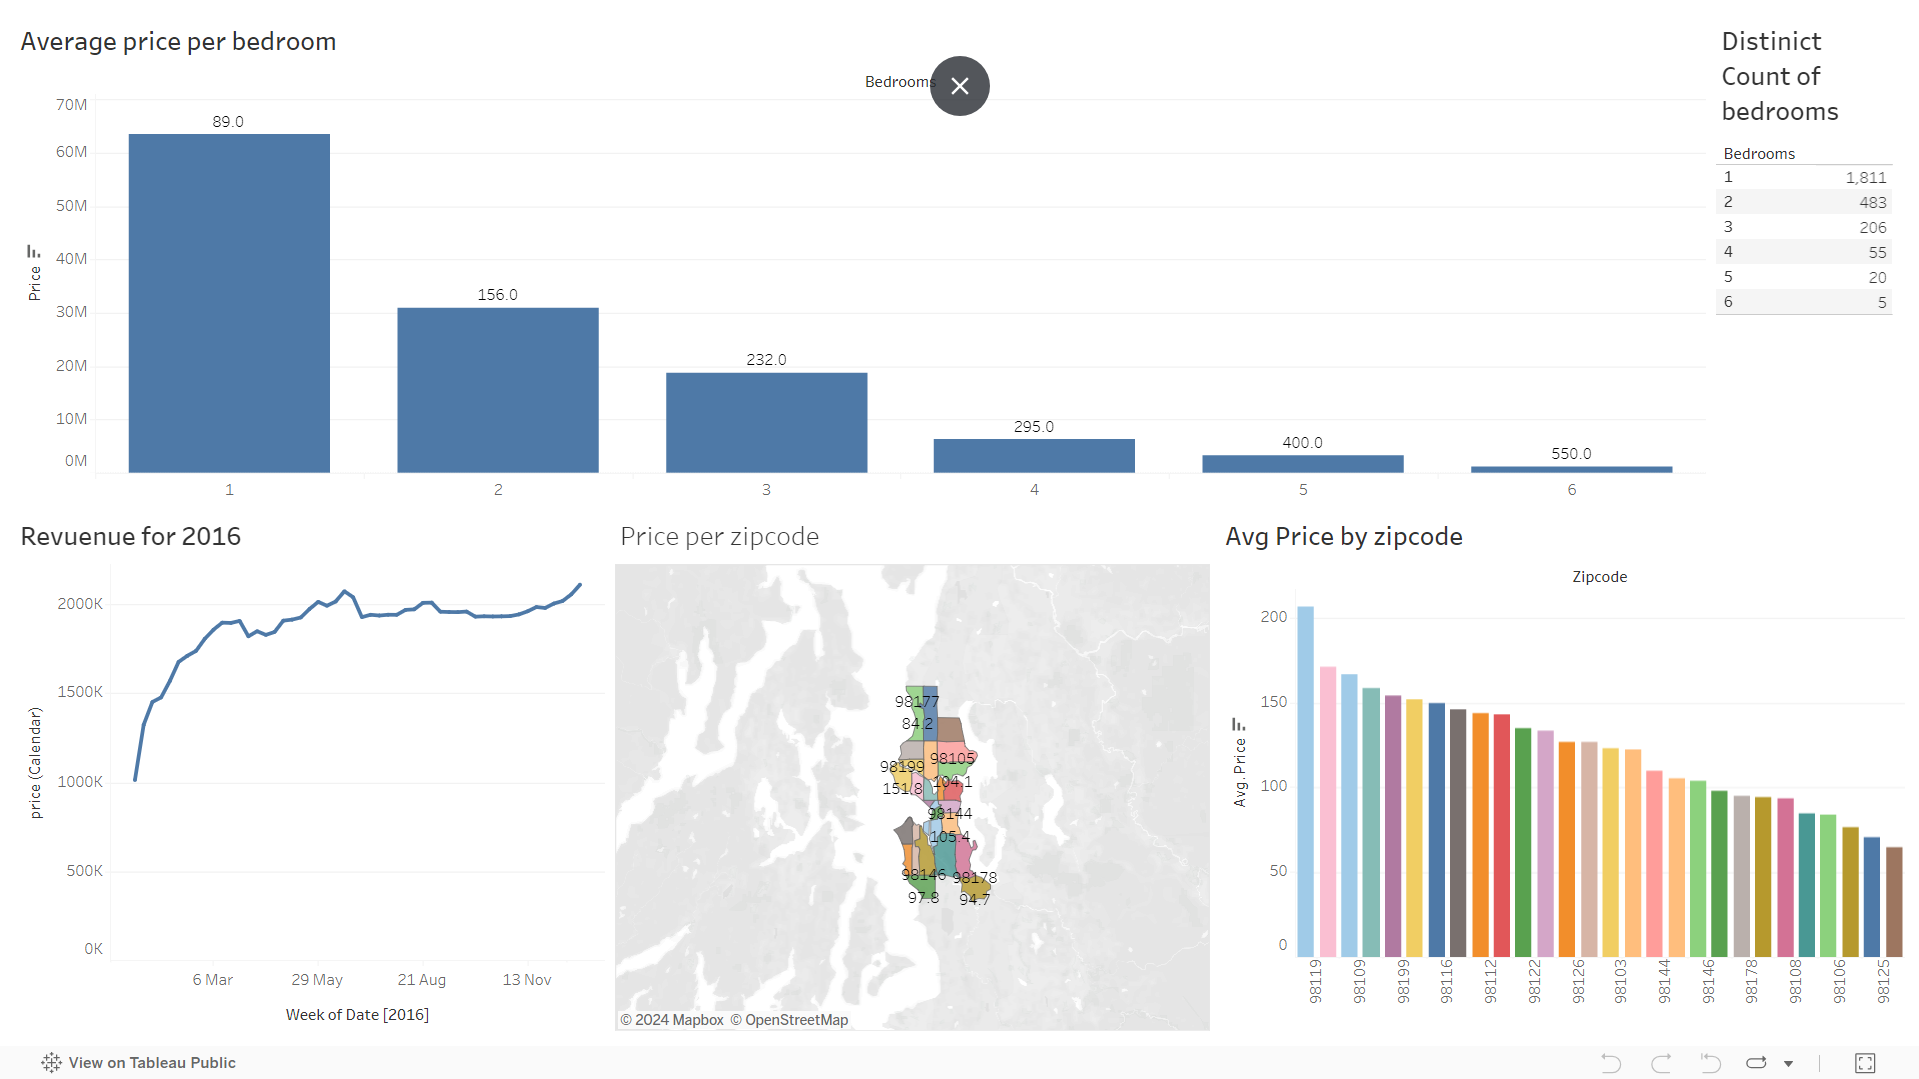 Average price per bedroom
Bedrooms
70M
60M
50M
40M
30M
20M
10M
0M
Price
89.0
156.0
232.0
295.0
400.0
550.0
1
2
3
4
5
6
Distinict
Count of
bedrooms
Bedrooms
1 1,811
2 483
3 206
4 55
5 20
6 5
Revuenue for 2016
2000K
1500K
1000K
500K
0K
price (Calendar)
6 Mar
29 May
21 Aug
13 Nov
Week of Date [2016]
Price per zipcode
98177
84.2
98105
98199
104.1
151.8
98144
105.4
98146
98178
97.8
94.7
© 2024 Mapbox © OpenStreetMap
Avg Price by zipcode
Zipcode
200
150
100
50
0
Avg. Price
98119
98109
98199
98116
98112
98122
98126
98103
98144
98146
98178
98108
98106
98125
View on Tableau Public